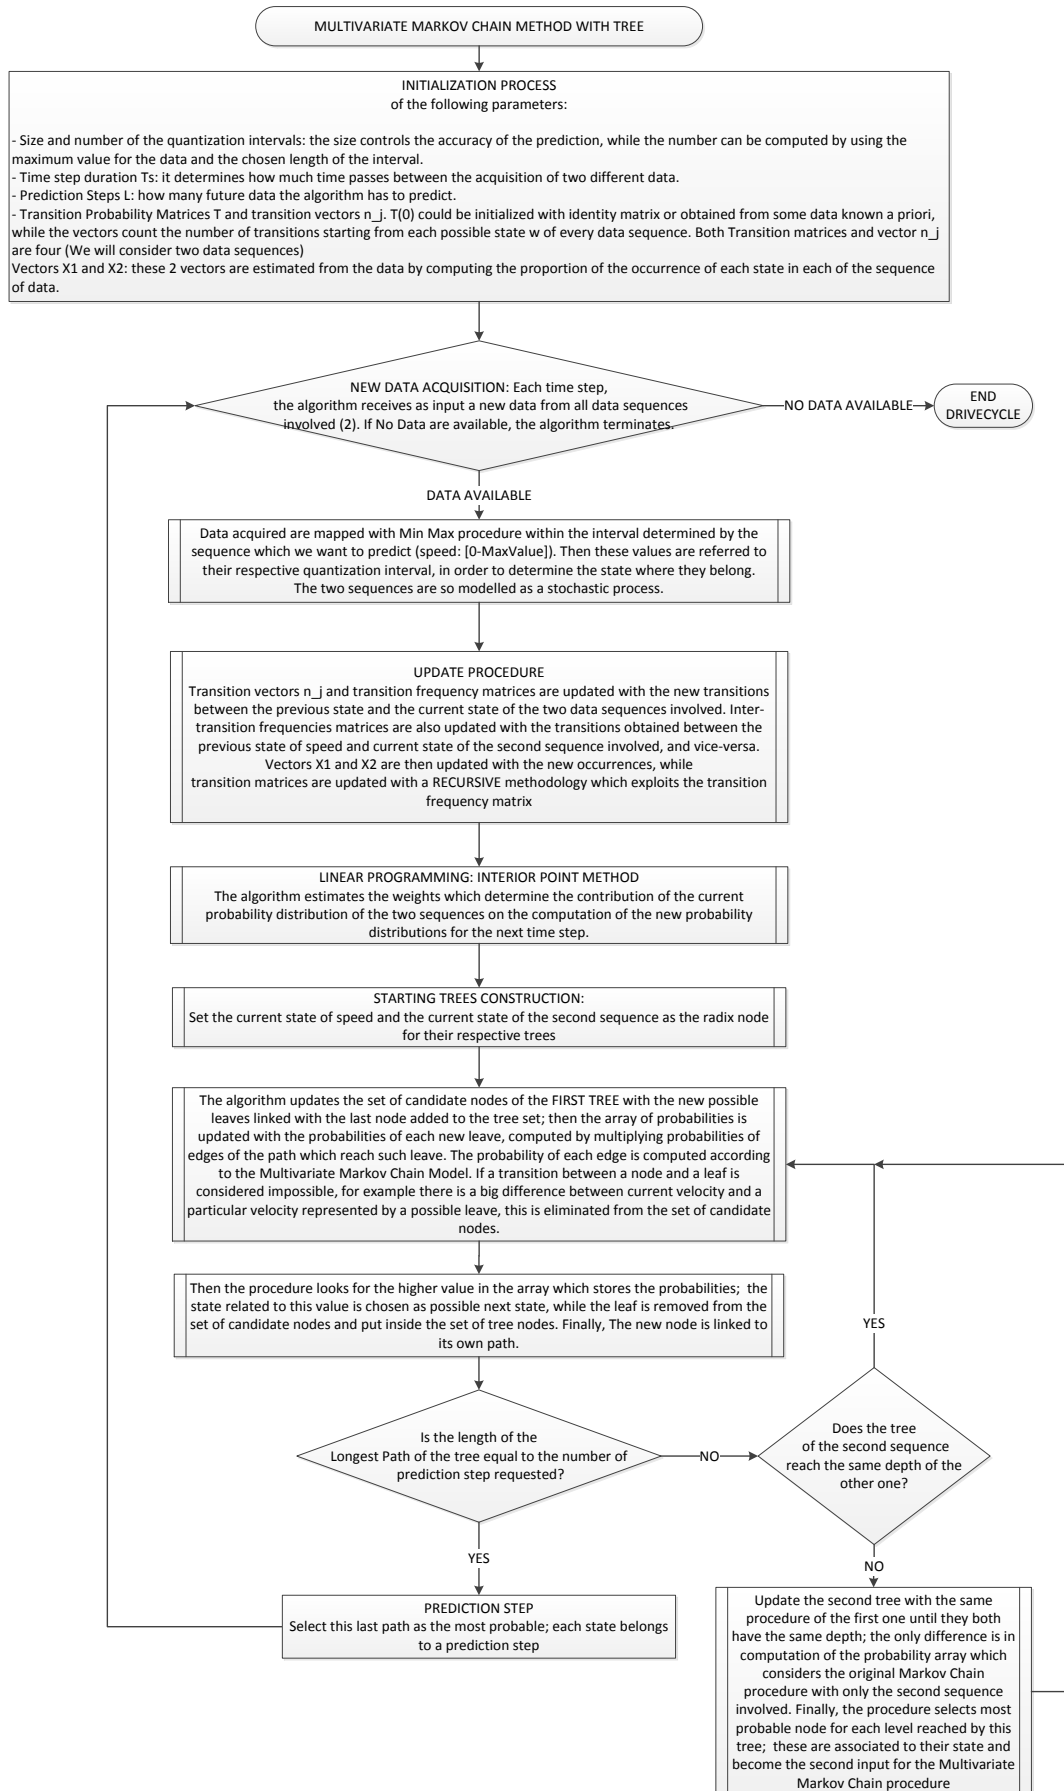 MULTIVARIATE MARKOV CHAIN METHOD WITH TREE
INITIALIZATION PROCESS
of the following parameters:
- Size and number of the quantization intervals: the size controls the accuracy of the prediction, while the number can be computed by using the
maximum value for the data and the chosen length of the interval.
- Time step duration Ts: it determines how much time passes between the acquisition of two different data.
- Prediction Steps L: how many future data the algorithm has to predict.
- Transition Probability Matrices T and transition vectors n_j. T(0) could be initialized with identity matrix or obtained from some data known a priori,
while the vectors count the number of transitions starting from each possible state w of every data sequence. Both Transition matrices and vector n_j
are four (We will consider two data sequences)
Vectors X1 and X2: these 2 vectors are estimated from the data by computing the proportion of the occurrence of each state in each of the sequence
of data.
NEW DATA ACQUISITION: Each time step,
the algorithm receives as input a new data from all data sequences
involved (2). If No Data are available, the algorithm terminates.
NO DATA AVAILABLE
END
DRIVECYCLE
DATA AVAILABLE
Data acquired are mapped with Min Max procedure within the interval determined by the
sequence which we want to predict (speed: [0-MaxValue]). Then these values are referred to
their respective quantization interval, in order to determine the state where they belong.
The two sequences are so modelled as a stochastic process.
UPDATE PROCEDURE
Transition vectors n_j and transition frequency matrices are updated with the new transitions
between the previous state and the current state of the two data sequences involved. Inter-
transition frequencies matrices are also updated with the transitions obtained between the
previous state of speed and current state of the second sequence involved, and vice-versa.
Vectors X1 and X2 are then updated with the new occurrences, while
transition matrices are updated with a RECURSIVE methodology which exploits the transition
frequency matrix
LINEAR PROGRAMMING: INTERIOR POINT METHOD
The algorithm estimates the weights which determine the contribution of the current
probability distribution of the two sequences on the computation of the new probability
distributions for the next time step.
STARTING TREES CONSTRUCTION:
Set the current state of speed and the current state of the second sequence as the radix node
for their respective trees
The algorithm updates the set of candidate nodes of the FIRST TREE with the new possible
leaves linked with the last node added to the tree set; then the array of probabilities is
updated with the probabilities of each new leave, computed by multiplying probabilities of
edges of the path which reach such leave. The probability of each edge is computed according
to the Multivariate Markov Chain Model. If a transition between a node and a leaf is
considered impossible, for example there is a big difference between current velocity and a
particular velocity represented by a possible leave, this is eliminated from the set of candidate
nodes.
Then the procedure looks for the higher value in the array which stores the probabilities;  the
state related to this value is chosen as possible next state, while the leaf is removed from the
set of candidate nodes and put inside the set of tree nodes. Finally, The new node is linked to
its own path.
YES
Is the length of the
Longest Path of the tree equal to the number of
prediction step requested?
NO
Does the tree
of the second sequence
reach the same depth of the
other one?
YES
NO
PREDICTION STEP
Select this last path as the most probable; each state belongs
to a prediction step
Update the second tree with the same
procedure of the first one until they both
have the same depth; the only difference is in
computation of the probability array which
considers the original Markov Chain
procedure with only the second sequence
involved. Finally, the procedure selects most
probable node for each level reached by this
tree;  these are associated to their state and
become the second input for the Multivariate
Markov Chain procedure